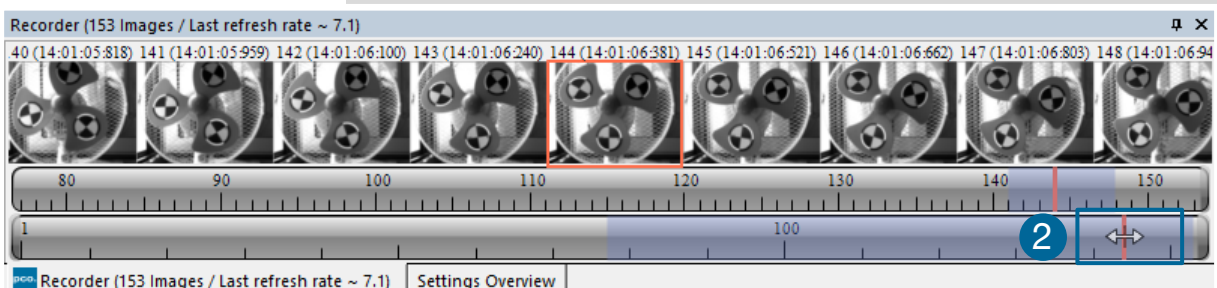 Recorder (153 Images / Last refresh rate ~ 7.1)
40 (14:01:05:818) 141 (14:01:05:959) 142 (14:01:06:100) 143 (14:01:06:240) 144 (14:01:06:381) 145 (14:01:06:521) 146 (14:01:06:662) 147 (14:01:06:803) 148 (14:01:06:94
80 90 100 110 120 130 140 150
1 100
2
pco. Recorder (153 Images / Last refresh rate ~ 7.1) Settings Overview